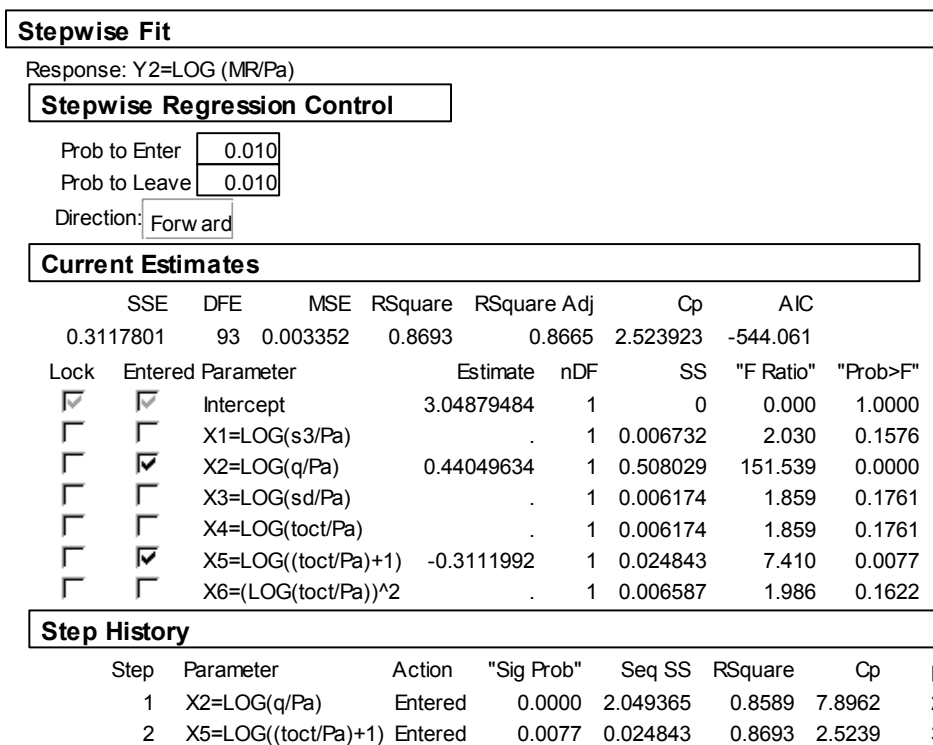 Stepwise Fit
Response: Y2=LOG (MR/Pa)
Stepwise Regression Control
Prob to Enter 0.010
Prob to Leave 0.010
Direction: Forw ard
Current Estimates
SSE DFE MSE RSquare RSquare Adj Cp AIC
0.3117801 93 0.003352 0.8693 0.8665 2.523923 -544.061
Lock Entered Parameter Estimate nDF SS "F Ratio" "Prob>F"
Intercept 3.04879484 1 0 0.000 1.0000
X1=LOG(s3/Pa) . 1 0.006732 2.030 0.1576
X2=LOG(q/Pa) 0.44049634 1 0.508029 151.539 0.0000
X3=LOG(sd/Pa) . 1 0.006174 1.859 0.1761
X4=LOG(toct/Pa) . 1 0.006174 1.859 0.1761
X5=LOG((toct/Pa)+1) -0.3111992 1 0.024843 7.410 0.0077
X6=(LOG(toct/Pa))^2 . 1 0.006587 1.986 0.1622
Step History
Step Parameter Action "Sig Prob" Seq SS RSquare Cp
1 X2=LOG(q/Pa) Entered 0.0000 2.049365 0.8589 7.8962
2 X5=LOG((toct/Pa)+1) Entered 0.0077 0.024843 0.8693 2.5239